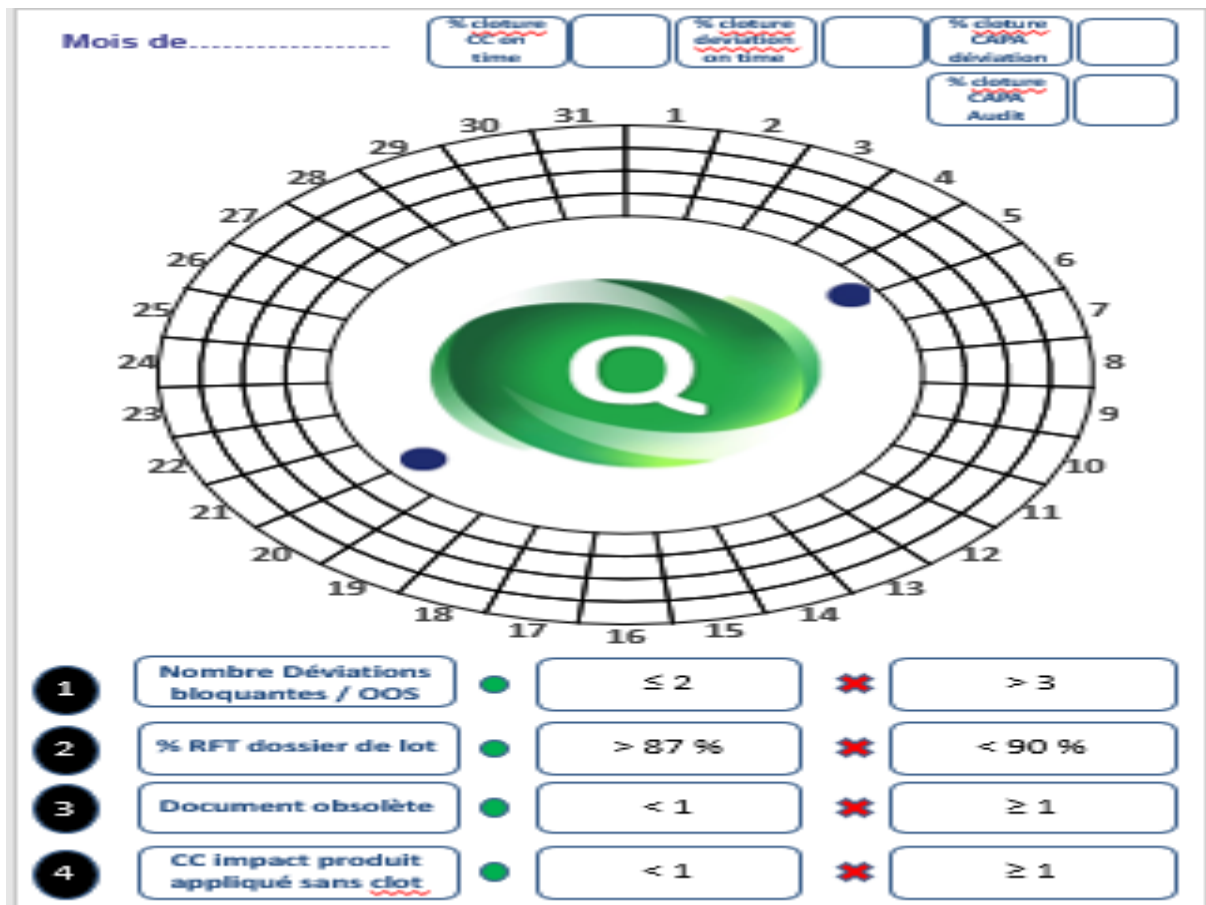 Mois de..................
% cloture
CC on
time
% cloture
deviation
on time
% cloture
CAPA
déviation
% cloture
CAPA
Audit
1
2
3
4
5
6
7
8
9
10
11
12
13
14
15
16
17
18
19
20
21
22
23
24
25
26
27
28
29
30
31
Q
1
Nombre Déviations
bloquantes / OOS
≤ 2
> 3
2
% RFT dossier de lot
> 87 %
< 90 %
3
Document obsolète
< 1
≥ 1
4
CC impact produit
appliqué sans clot
< 1
≥ 1